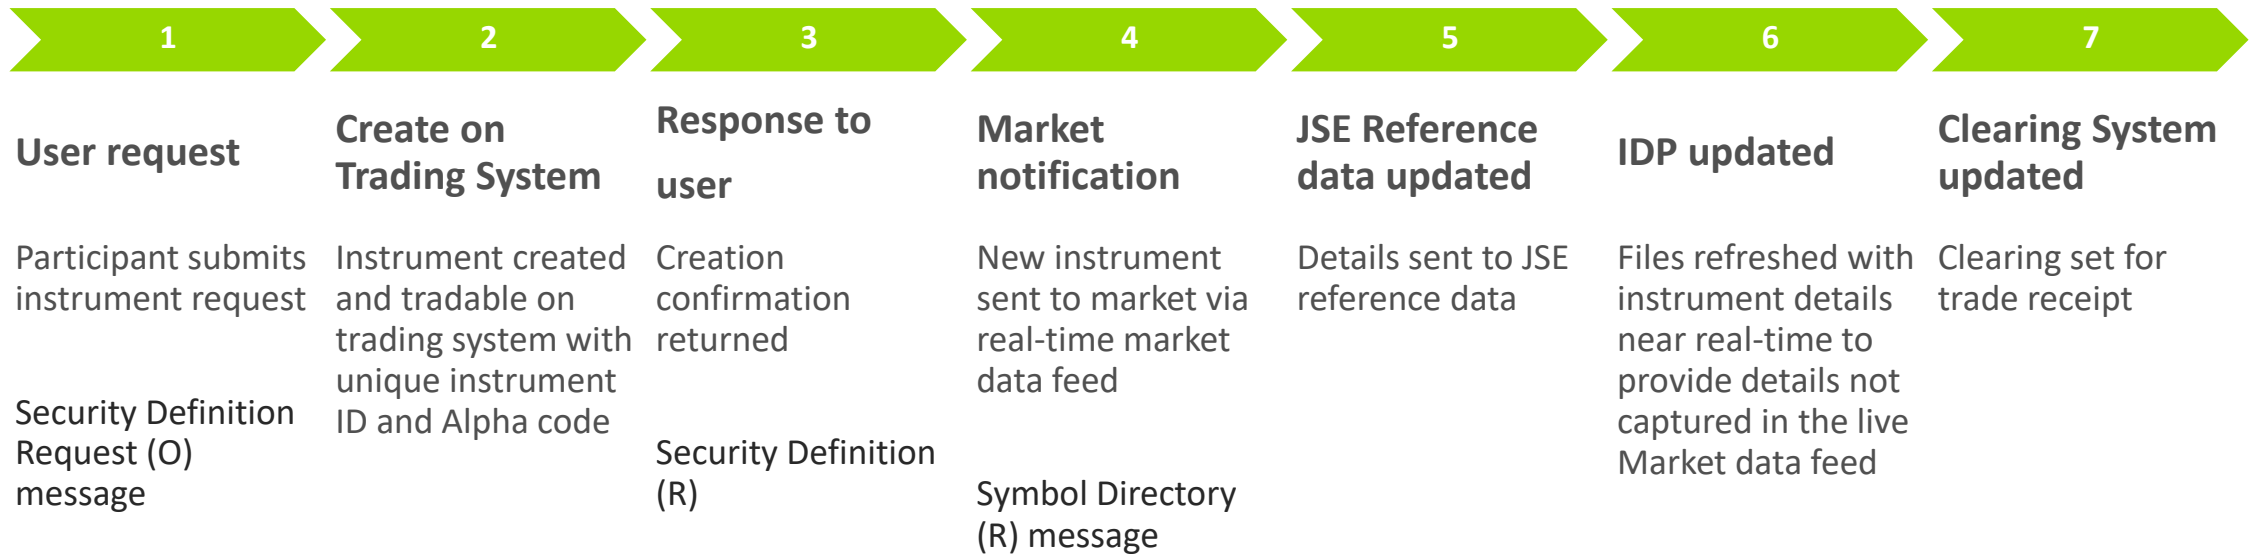 1
User request
Participant submits
instrument request
Security Definition
Request (O)
message
2
Create on
Trading System
Instrument created
and tradable on
trading system with
unique instrument
ID and Alpha code
3
Response to
user
Creation
confirmation
returned
Security Definition
(R)
4
Market
notification
New instrument
sent to market via
real-time market
data feed
Symbol Directory
(R) message
5
JSE Reference
data updated
Details sent to JSE
reference data
6
IDP updated
Files refreshed with
instrument details
near real-time to
provide details not
captured in the live
Market data feed
7
Clearing System
updated
Clearing set for
trade receipt